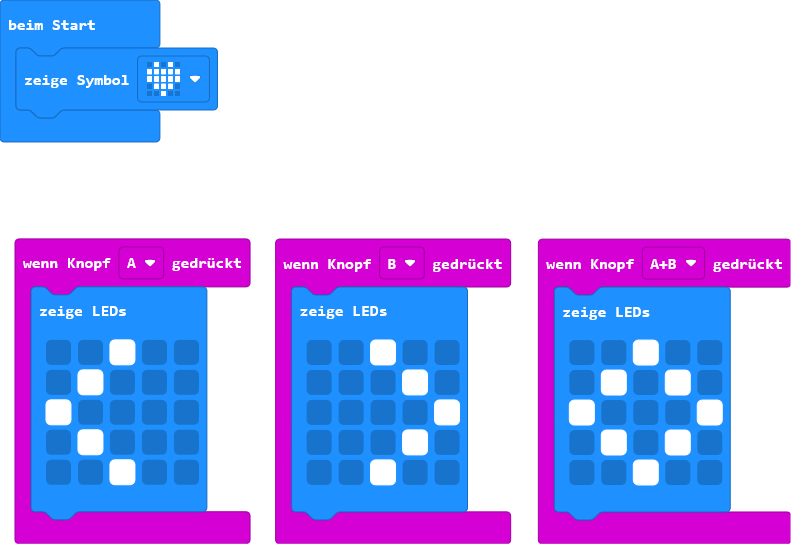 beim Start
zeige Symbol
wenn Knopf A gedrückt
zeige LEDs
wenn Knopf B gedrückt
zeige LEDs
wenn Knopf A+B gedrückt
zeige LEDs